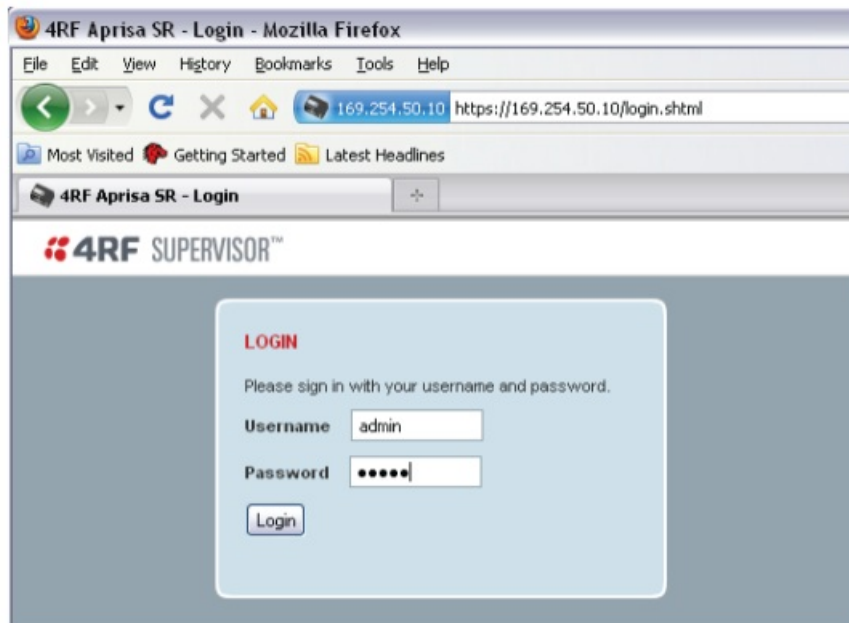 4RF Aprisa SR - Login - Mozilla Firefox
File Edit View History Bookmarks Tools Help
169.254.50.10 https://169.254.50.10/login.shtml
Most Visited Getting Started Latest Headlines
4RF Aprisa SR - Login
4RF SUPERVISOR™
LOGIN
Please sign in with your username and password.
Username admin
Password •••••
Login